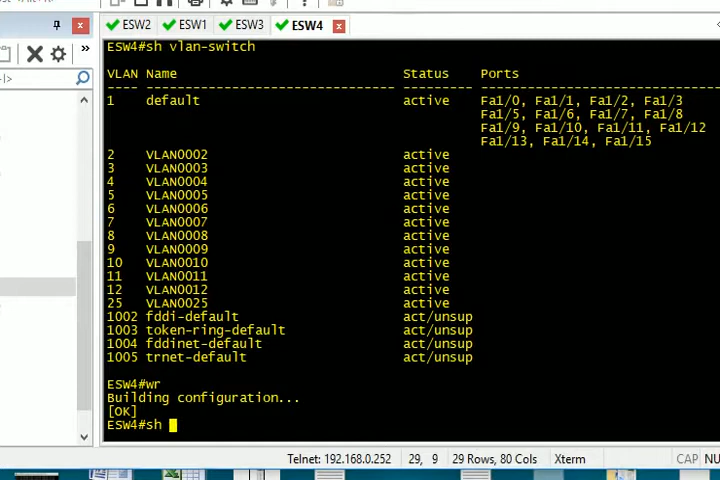 ESW2 ESW1 ESW3 ESW4
ESW4#sh vlan-switch
VLAN Name Status Ports
---- -------------------------------- --------- -------------------------------
1 default active Fa1/0, Fa1/1, Fa1/2, Fa1/3
Fa1/5, Fa1/6, Fa1/7, Fa1/8
Fa1/9, Fa1/10, Fa1/11, Fa1/12
Fa1/13, Fa1/14, Fa1/15
2 VLAN0002 active
3 VLAN0003 active
4 VLAN0004 active
5 VLAN0005 active
6 VLAN0006 active
7 VLAN0007 active
8 VLAN0008 active
9 VLAN0009 active
10 VLAN0010 active
11 VLAN0011 active
12 VLAN0012 active
25 VLAN0025 active
1002 fddi-default act/unsup
1003 token-ring-default act/unsup
1004 fddinet-default act/unsup
1005 trnet-default act/unsup
ESW4#wr
Building configuration...
[OK]
ESW4#sh
Telnet: 192.168.0.252 29, 9 29 Rows, 80 Cols Xterm CAP NU